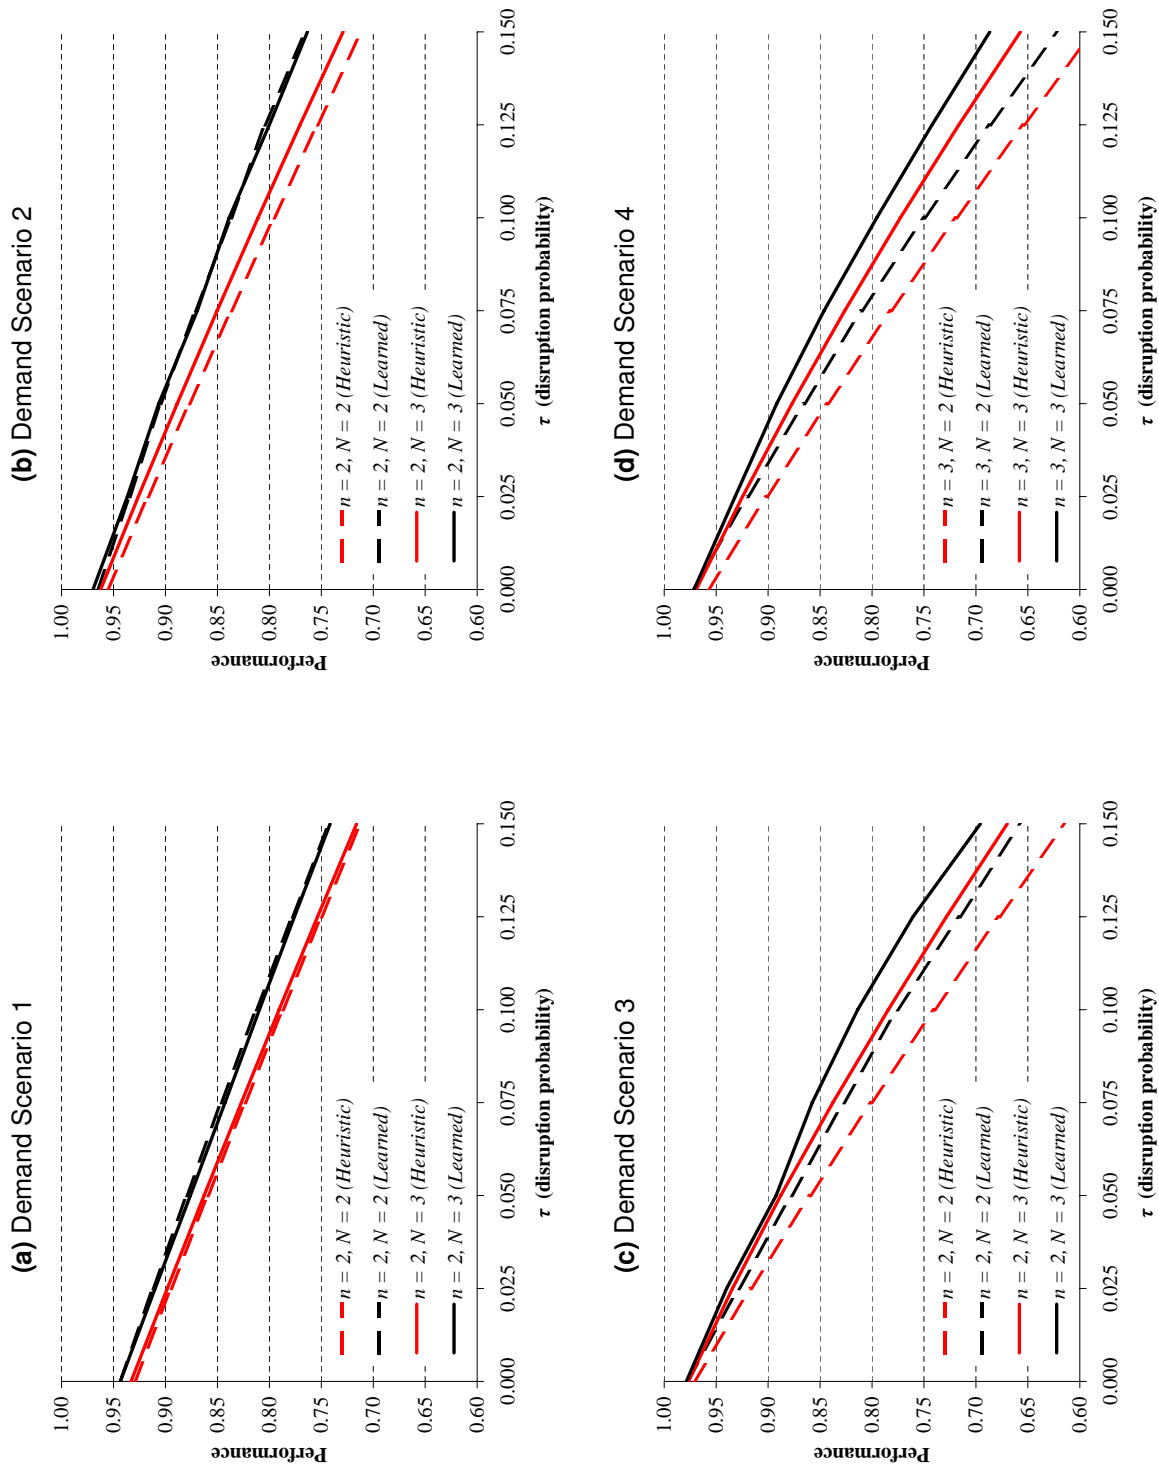 (a) Demand Scenario 1
Performance
1.00
0.95
0.90
0.85
0.80
0.75
0.70
0.65
0.60
n = 2, N = 2 (Heuristic)
n = 2, N = 2 (Learned)
n = 2, N = 3 (Heuristic)
n = 2, N = 3 (Learned)
0.000 0.025 0.050 0.075 0.100 0.125 0.150
τ (disruption probability)
(b) Demand Scenario 2
Performance
1.00
0.95
0.90
0.85
0.80
0.75
0.70
0.65
0.60
n = 2, N = 2 (Heuristic)
n = 2, N = 2 (Learned)
n = 2, N = 3 (Heuristic)
n = 2, N = 3 (Learned)
0.000 0.025 0.050 0.075 0.100 0.125 0.150
τ (disruption probability)
(c) Demand Scenario 3
Performance
1.00
0.95
0.90
0.85
0.80
0.75
0.70
0.65
0.60
n = 2, N = 2 (Heuristic)
n = 2, N = 2 (Learned)
n = 2, N = 3 (Heuristic)
n = 2, N = 3 (Learned)
0.000 0.025 0.050 0.075 0.100 0.125 0.150
τ (disruption probability)
(d) Demand Scenario 4
Performance
1.00
0.95
0.90
0.85
0.80
0.75
0.70
0.65
0.60
n = 3, N = 2 (Heuristic)
n = 3, N = 2 (Learned)
n = 3, N = 3 (Heuristic)
n = 3, N = 3 (Learned)
0.000 0.025 0.050 0.075 0.100 0.125 0.150
τ (disruption probability)